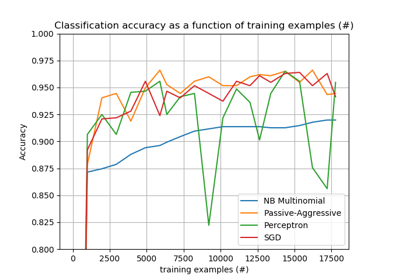 Classification accuracy as a function of training examples (#)
1.000
0.975
0.950
0.925
0.900
0.875
0.850
0.825
0.800
Accuracy
NB Multinomial
Passive-Aggressive
Perceptron
SGD
0 2500 5000 7500 10000 12500 15000 17500
training examples (#)